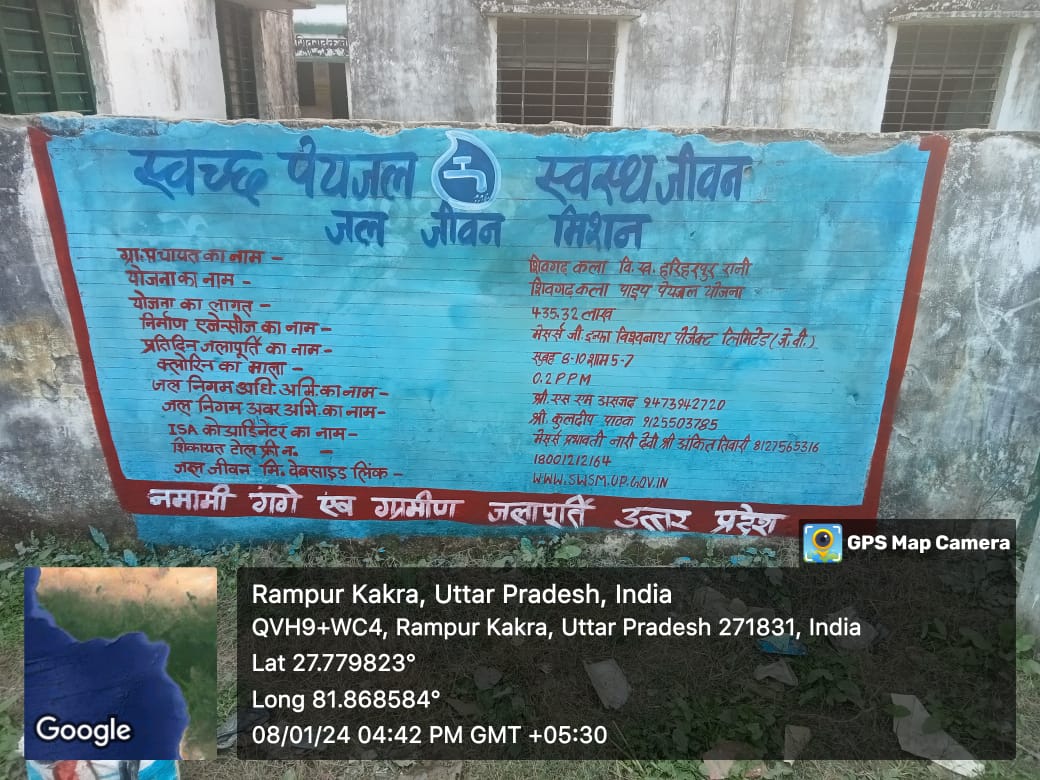 स्वच्छ पेयजल स्वस्थ जीवन
जल जीवन मिशन
ग्रा.पंचायत का नाम – शिवगढ़ कला वि.ख. हरिहरपुर रानी
योजना का नाम – शिवगढ़ कला पाइप पेयजल योजना
योजना का लागत – 435.32 लाख
निर्माण एजेन्सीज का नाम – मेसर्स जी.इन्फ्रा विश्वनाथ प्रोजेक्ट लिमिटेड (जे.वी.)
प्रतिदिन जलापूर्ति का नाम – सुबह 8-10 शाम 5-7
क्लोरिन का मात्रा – 0.2 PPM
जल निगम अधि. अभि. का नाम – श्री एस एम असजद 9473942720
जल निगम अवर अभि. का नाम – श्री. कुलदीप पाठक 9125503785
ISA कोआर्डिनेटर का नाम – मेसर्स प्रभावती नारी देवी श्री अंकित तिवारी 8127565316
शिकायत टोल फ्री न. – 18001212164
जल जीवन मि. वेबसाइड लिंक – WWW.SWSM.UP.GOV.IN
नमामी गंगे एंव ग्रामीण जलापूर्ति उत्तर प्रदेश
GPS Map Camera
Rampur Kakra, Uttar Pradesh, India
QVH9+WC4, Rampur Kakra, Uttar Pradesh 271831, India
Lat 27.779823°
Long 81.868584°
08/01/24 04:42 PM GMT +05:30
Google